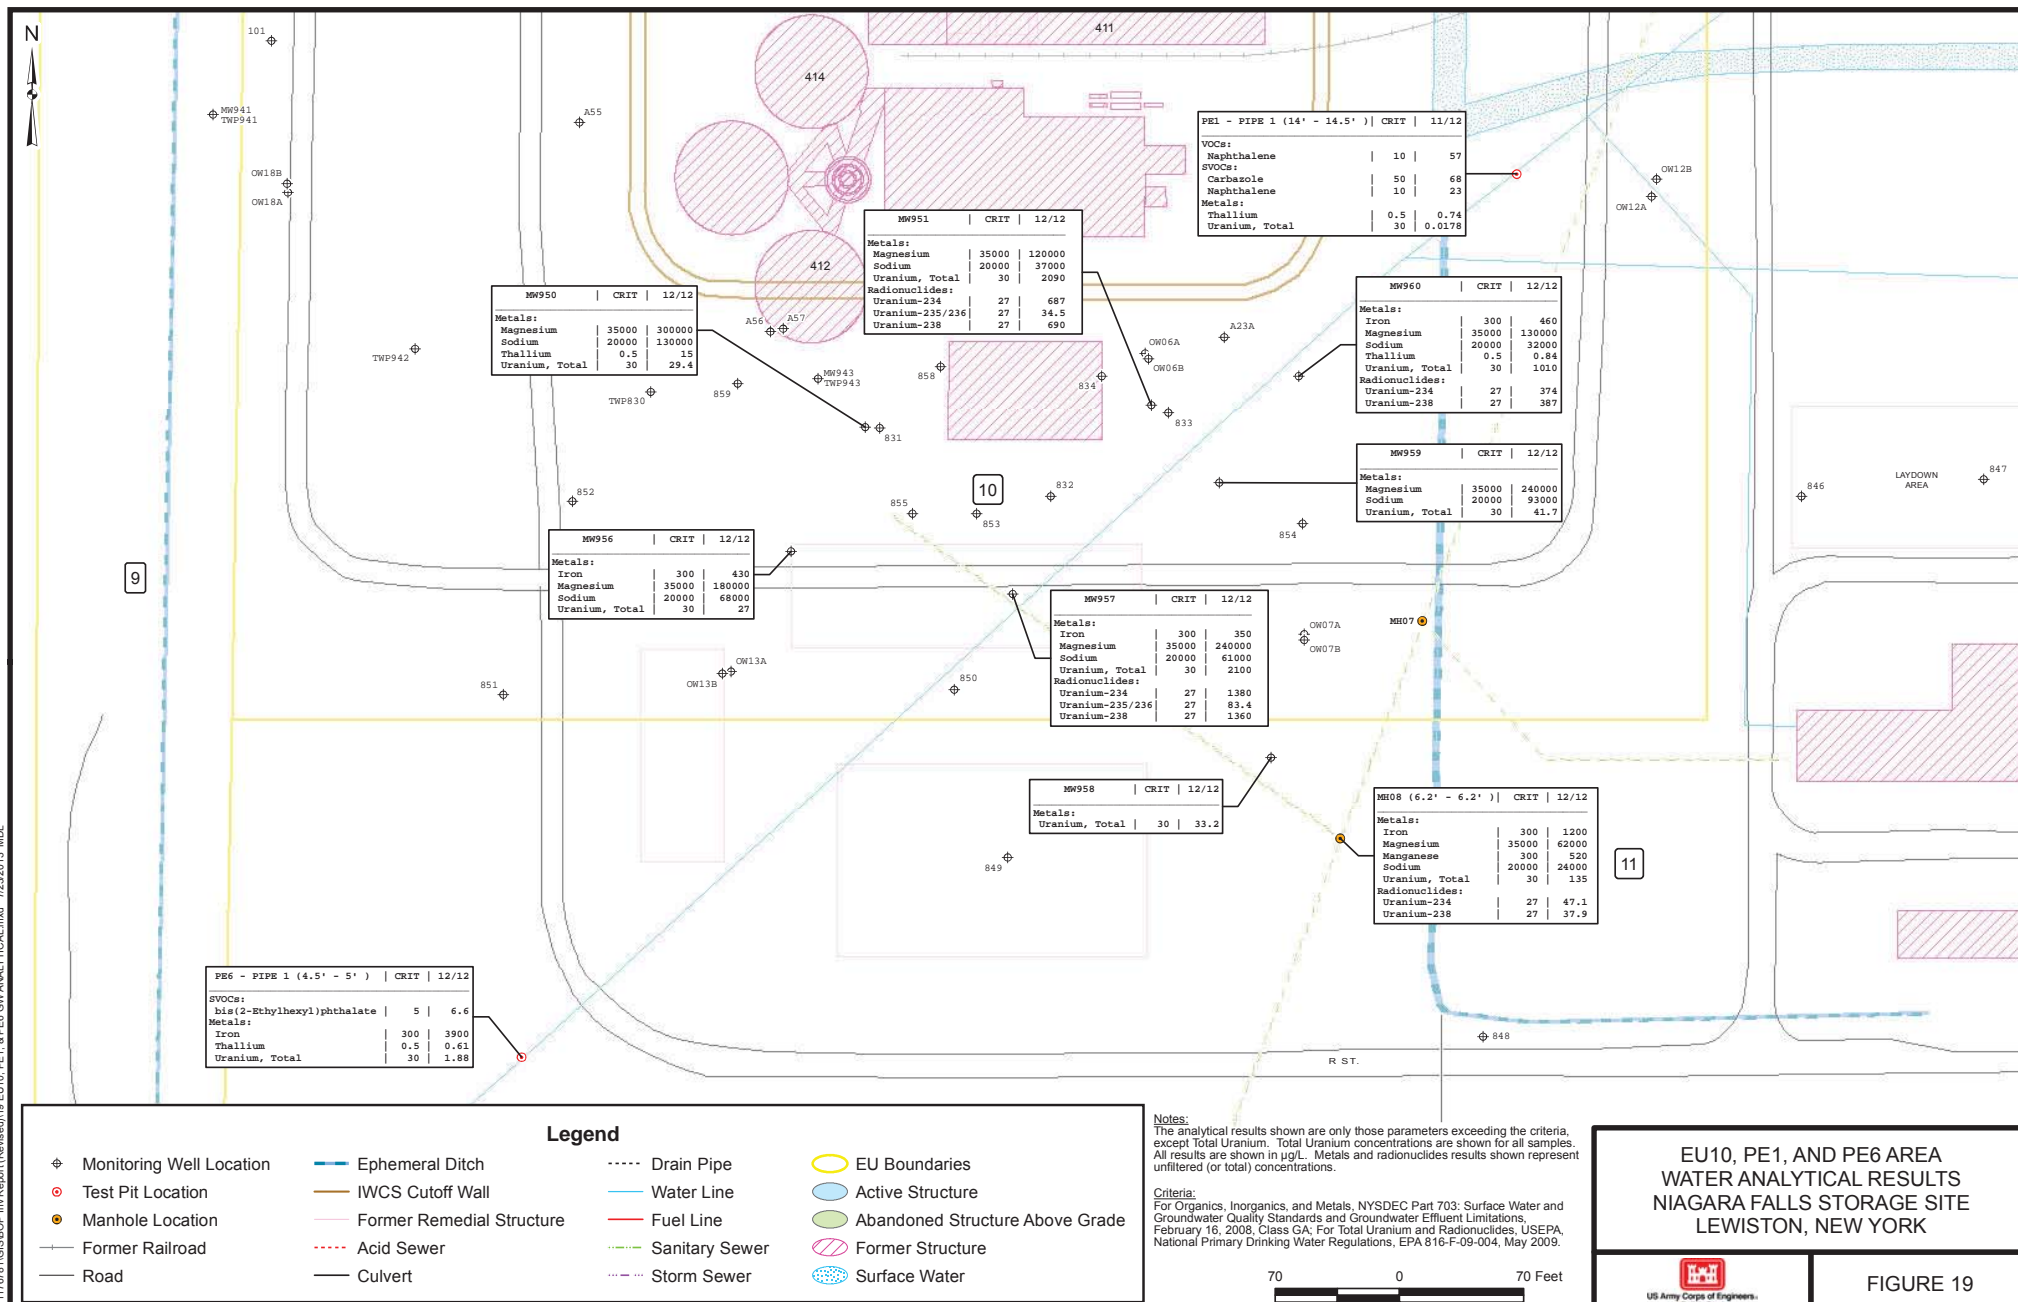 N
101
MW941
TWP941
OW18B
OW18A
A55
414
411
412
PE1 - PIPE 1 (14' - 14.5' )| CRIT | 11/12
VOCs:
Naphthalene | 10 | 57
SVOCs:
Carbazole | 50 | 68
Naphthalene | 10 | 23
Metals:
Thallium | 0.5 | 0.74
Uranium, Total | 30 | 0.0178
OW12B
OW12A
MW951 | CRIT | 12/12
Metals:
Magnesium | 35000 | 120000
Sodium | 20000 | 37000
Uranium, Total | 30 | 2090
Radionuclides:
Uranium-234 | 27 | 687
Uranium-235/236| 27 | 34.5
Uranium-238 | 27 | 690
MW950 | CRIT | 12/12
Metals:
Magnesium | 35000 | 300000
Sodium | 20000 | 130000
Thallium | 0.5 | 15
Uranium, Total | 30 | 29.4
MW960 | CRIT | 12/12
Metals:
Iron | 300 | 460
Magnesium | 35000 | 130000
Sodium | 20000 | 32000
Thallium | 0.5 | 0.84
Uranium, Total | 30 | 1010
Radionuclides:
Uranium-234 | 27 | 374
Uranium-238 | 27 | 387
A56
A57
A23A
OW06A
OW06B
TWP942
MW943
TWP943
858
834
859
TWP830
833
831
MW959 | CRIT | 12/12
Metals:
Magnesium | 35000 | 240000
Sodium | 20000 | 93000
Uranium, Total | 30 | 41.7
LAYDOWN
AREA
847
846
852
10
832
855
853
854
MW956 | CRIT | 12/12
Metals:
Iron | 300 | 430
Magnesium | 35000 | 180000
Sodium | 20000 | 68000
Uranium, Total | 30 | 27
9
MW957 | CRIT | 12/12
Metals:
Iron | 300 | 350
Magnesium | 35000 | 240000
Sodium | 20000 | 61000
Uranium, Total | 30 | 2100
Radionuclides:
Uranium-234 | 27 | 1380
Uranium-235/236| 27 | 83.4
Uranium-238 | 27 | 1360
MH07
OW07A
OW07B
OW13A
OW13B
851
850
MW958 | CRIT | 12/12
Metals:
Uranium, Total | 30 | 33.2
MH08 (6.2' - 6.2' )| CRIT | 12/12
Metals:
Iron | 300 | 1200
Magnesium | 35000 | 62000
Manganese | 300 | 520
Sodium | 20000 | 24000
Uranium, Total | 30 | 135
Radionuclides:
Uranium-234 | 27 | 47.1
Uranium-238 | 27 | 37.9
849
11
PE6 - PIPE 1 (4.5' - 5' ) | CRIT | 12/12
SVOCs:
bis(2-Ethylhexyl)phthalate | 5 | 6.6
Metals:
Iron | 300 | 3900
Thallium | 0.5 | 0.61
Uranium, Total | 30 | 1.88
848
R ST.
Legend
Monitoring Well Location
Test Pit Location
Manhole Location
Former Railroad
Road
Ephemeral Ditch
IWCS Cutoff Wall
Former Remedial Structure
Acid Sewer
Culvert
Drain Pipe
Water Line
Fuel Line
Sanitary Sewer
Storm Sewer
EU Boundaries
Active Structure
Abandoned Structure Above Grade
Former Structure
Surface Water
Notes:
The analytical results shown are only those parameters exceeding the criteria,
except Total Uranium. Total Uranium concentrations are shown for all samples.
All results are shown in µg/L. Metals and radionuclides results shown represent
unfiltered (or total) concentrations.
Criteria:
For Organics, Inorganics, and Metals, NYSDEC Part 703: Surface Water and
Groundwater Quality Standards and Groundwater Effluent Limitations,
February 16, 2008, Class GA; For Total Uranium and Radionuclides, USEPA,
National Primary Drinking Water Regulations, EPA 816-F-09-004, May 2009.
70 0 70 Feet
EU10, PE1, AND PE6 AREA
WATER ANALYTICAL RESULTS
NIAGARA FALLS STORAGE SITE
LEWISTON, NEW YORK
US Army Corps of Engineers.
FIGURE 19